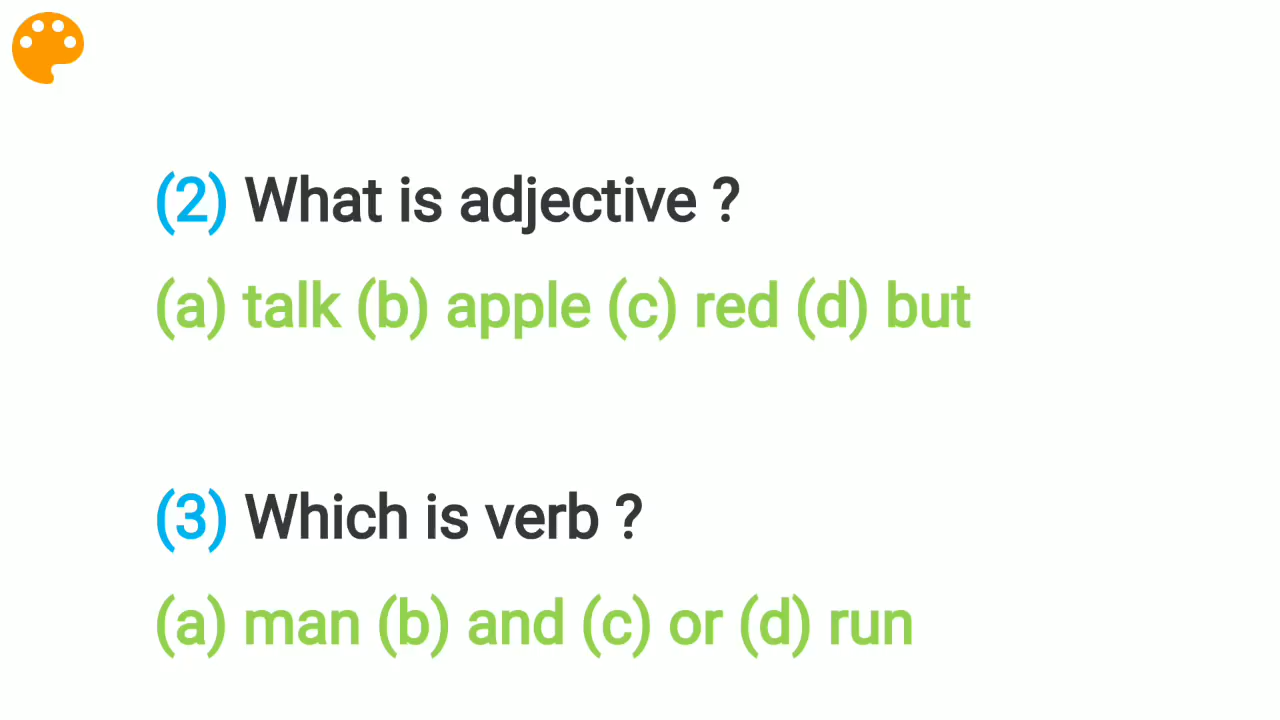 (2) What is adjective ?
(a) talk (b) apple (c) red (d) but
(3) Which is verb ?
(a) man (b) and (c) or (d) run